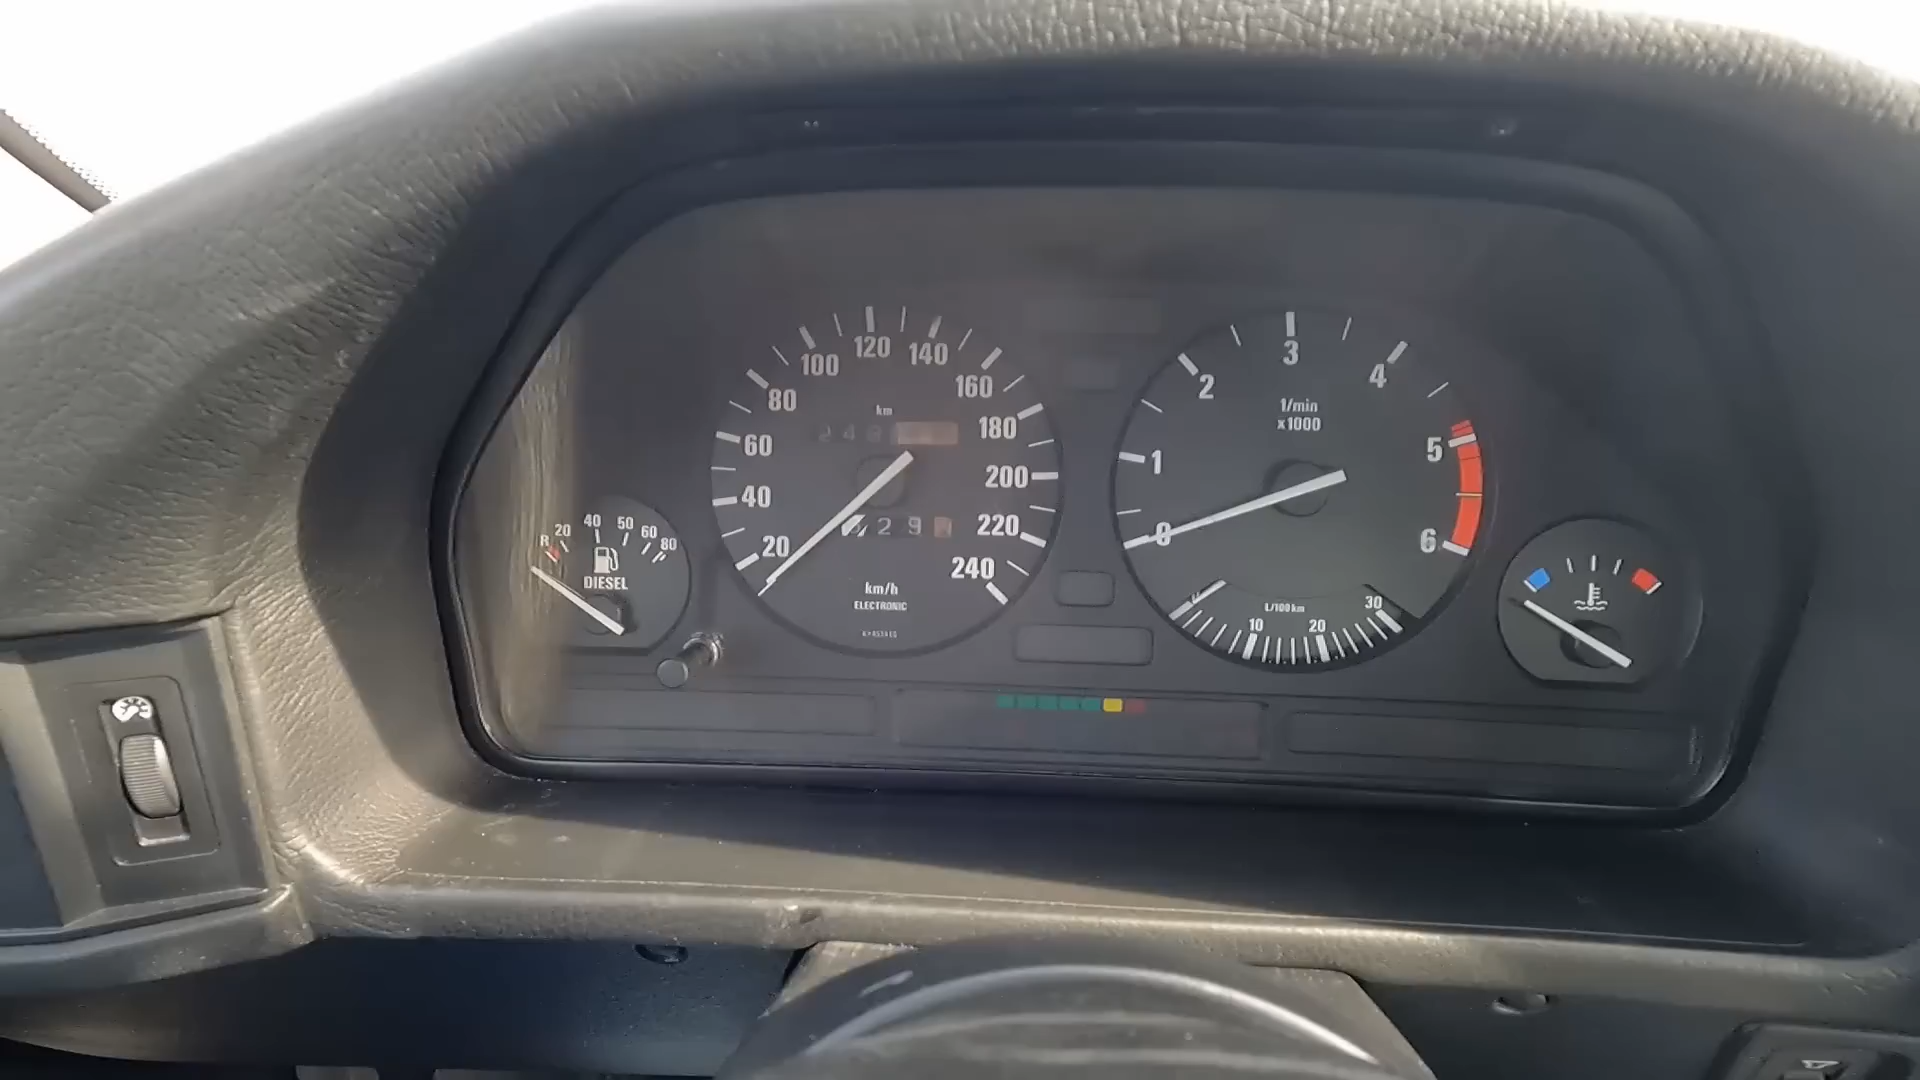 R 20 40 50 60 80
DIESEL
20 40 60 80 100 120 140 160 180 200 220 240
km
29
km/h
ELECTRONIC
0 1 2 3 4 5 6
1/min
x1000
L/100km
10 20 30